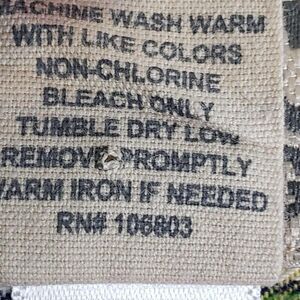 MACHINE WASH WARM
WITH LIKE COLORS
NON-CHLORINE
BLEACH ONLY
TUMBLE DRY LOW
REMOVE PROMPTLY
WARM IRON IF NEEDED
RN# 106803